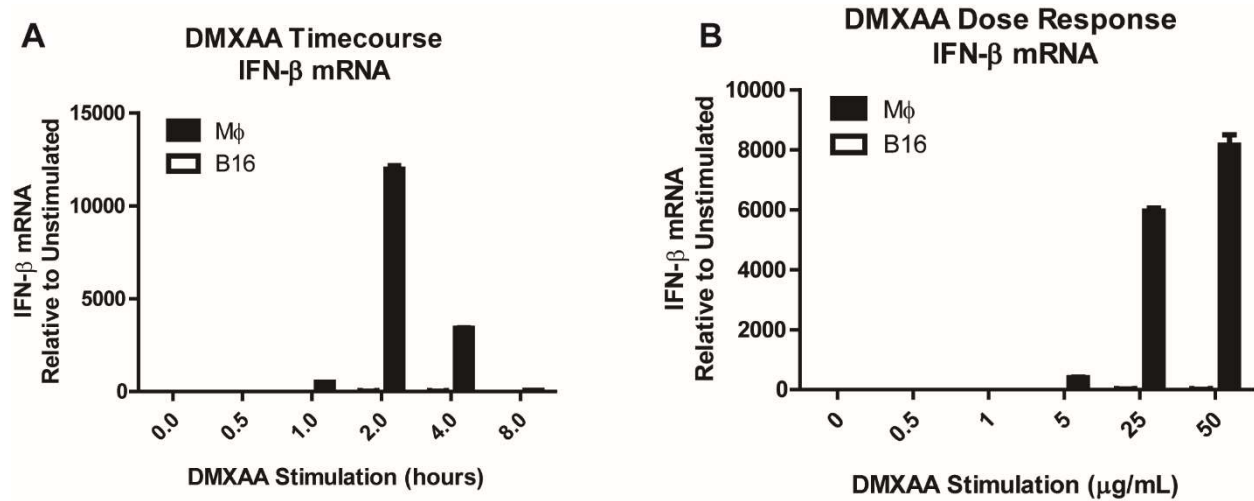 A
DMXAA Timecourse
IFN-β mRNA
Mϕ
B16
15000
10000
5000
0
IFN-β mRNA
Relative to Unstimulated
0.0
0.5
1.0
2.0
4.0
8.0
DMXAA Stimulation (hours)
B
DMXAA Dose Response
IFN-β mRNA
Mϕ
B16
10000
8000
6000
4000
2000
0
IFN-β mRNA
Relative to Unstimulated
0
0.5
1
5
25
50
DMXAA Stimulation (μg/mL)